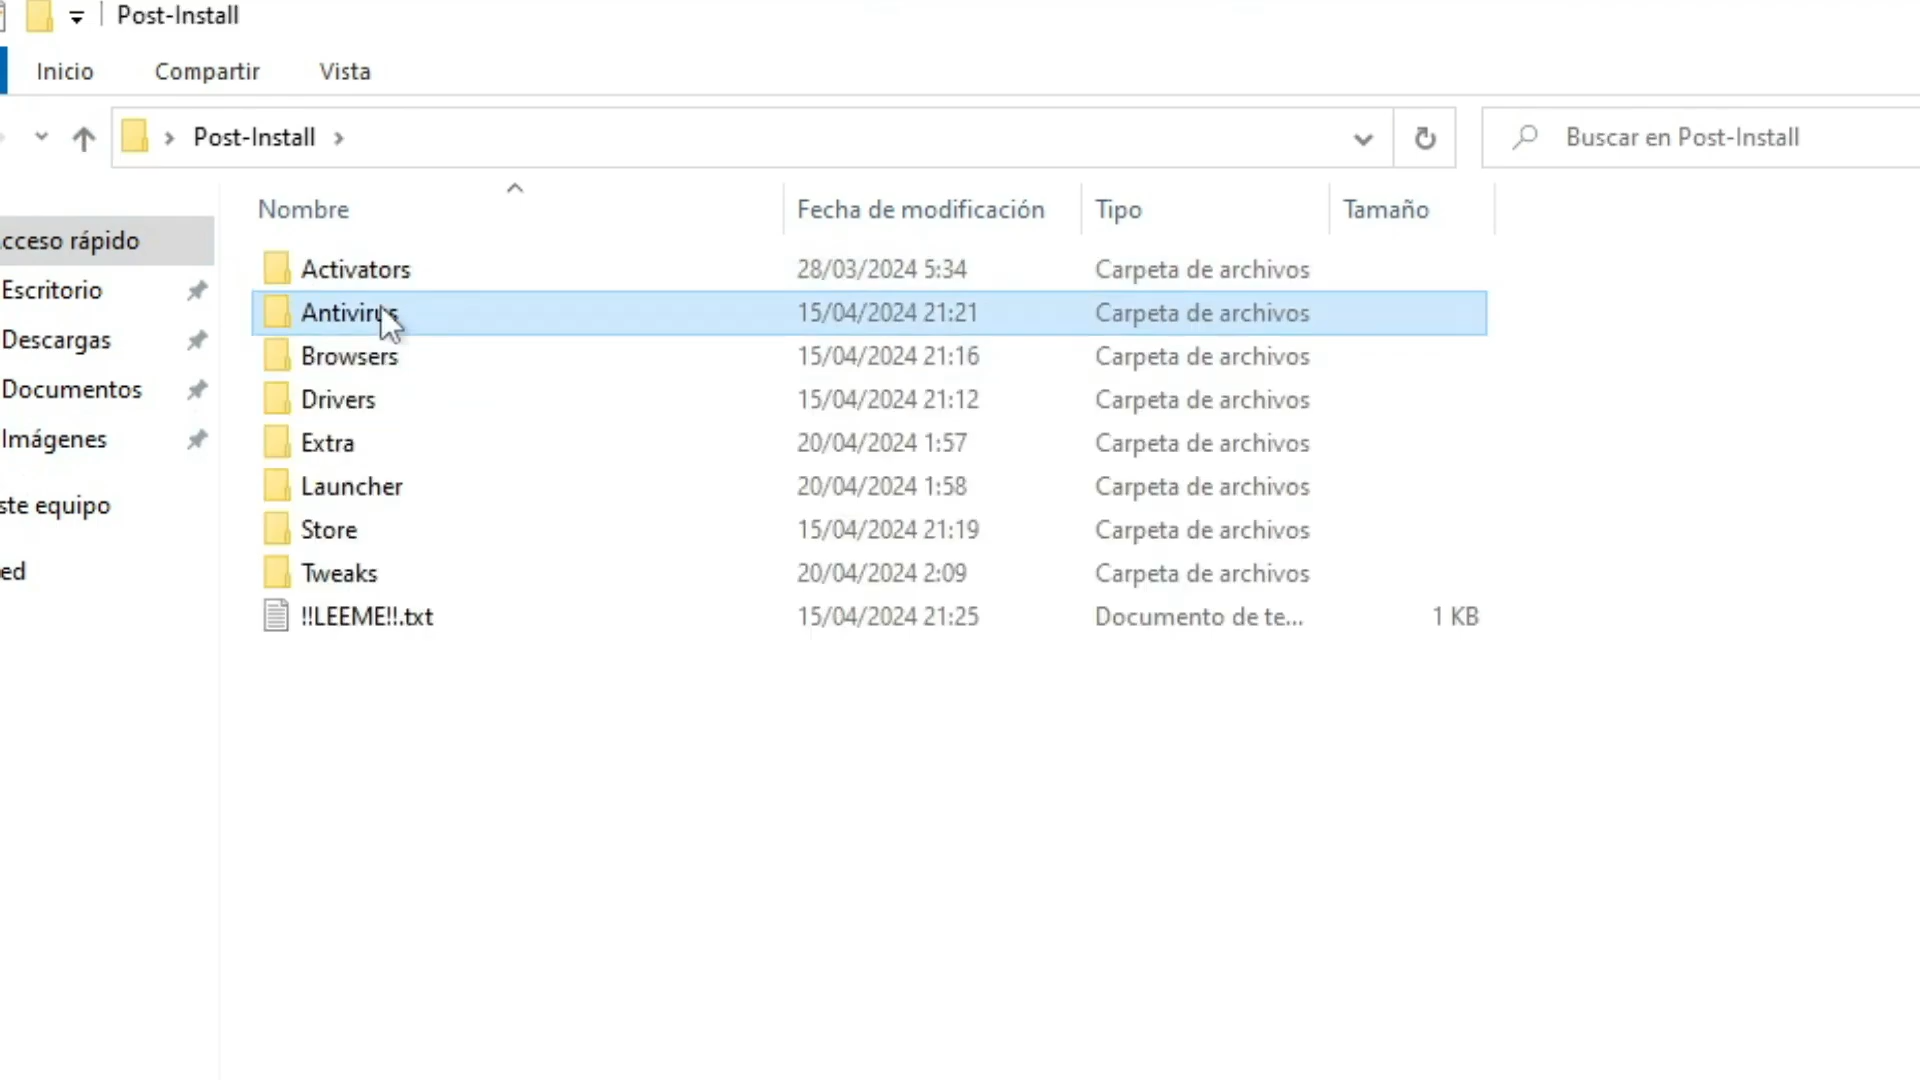 Post-Install
Inicio Compartir Vista
Post-Install
Buscar en Post-Install
Nombre Fecha de modificación Tipo Tamaño
cceso rápido
Escritorio
Descargas
Documentos
Imágenes
ste equipo
ed
Activators 28/03/2024 5:34 Carpeta de archivos
Antivirus 15/04/2024 21:21 Carpeta de archivos
Browsers 15/04/2024 21:16 Carpeta de archivos
Drivers 15/04/2024 21:12 Carpeta de archivos
Extra 20/04/2024 1:57 Carpeta de archivos
Launcher 20/04/2024 1:58 Carpeta de archivos
Store 15/04/2024 21:19 Carpeta de archivos
Tweaks 20/04/2024 2:09 Carpeta de archivos
!!LEEME!!.txt 15/04/2024 21:25 Documento de te... 1 KB